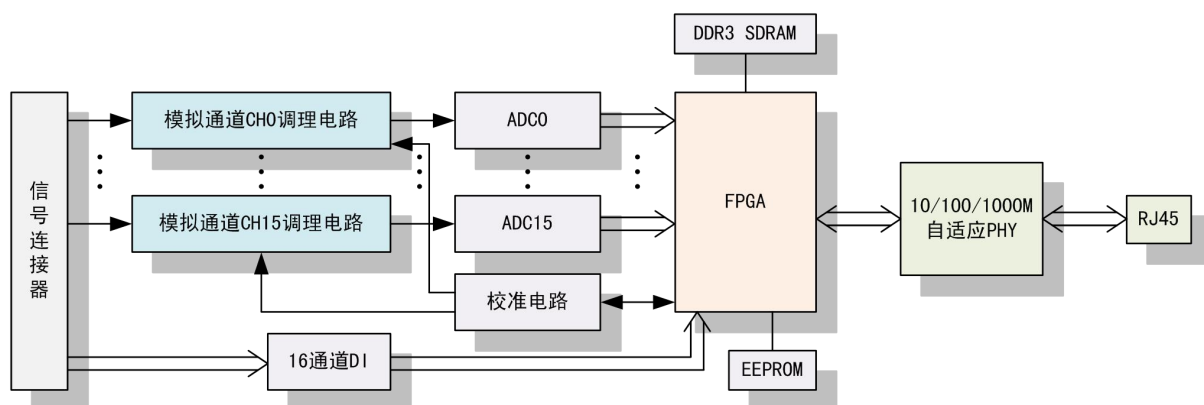 DDR3 SDRAM
信号连接器
模拟通道CH0调理电路
ADC0
模拟通道CH15调理电路
ADC15
FPGA
10/100/1000M
自适应PHY
RJ45
校准电路
16通道DI
EEPROM